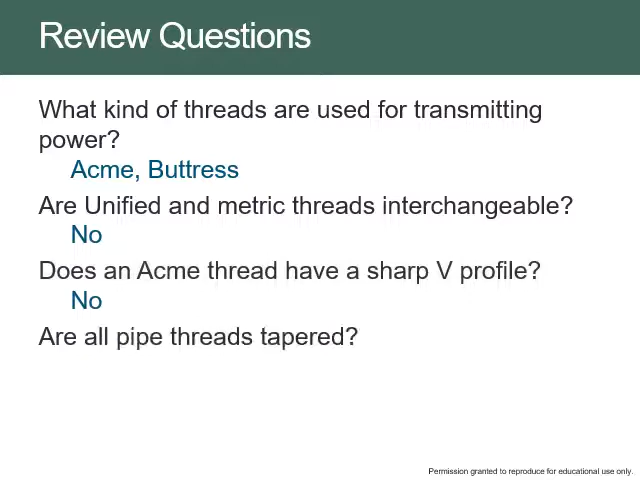 Review Questions
What kind of threads are used for transmitting
power?
Acme, Buttress
Are Unified and metric threads interchangeable?
No
Does an Acme thread have a sharp V profile?
No
Are all pipe threads tapered?
Permission granted to reproduce for educational use only.